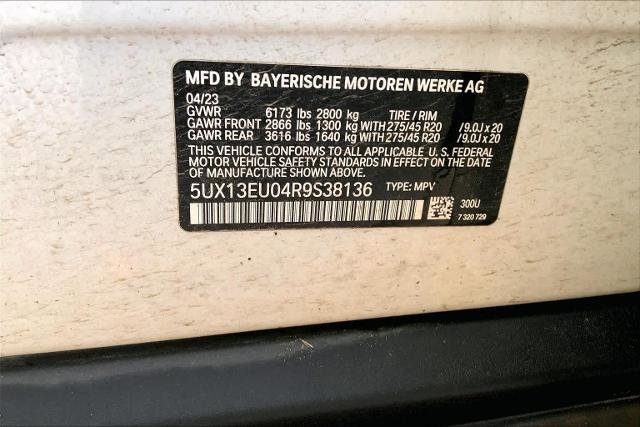 MFD BY BAYERISCHE MOTOREN WERKE AG
04/23
GVWR 6173 lbs 2800 kg TIRE / RIM
GAWR FRONT 2866 lbs 1300 kg WITH 275/45 R20 /9.0J x 20
GAWR REAR 3616 lbs 1640 kg WITH 275/45 R20 /9.0J x 20
THIS VEHICLE CONFORMS TO ALL APPLICABLE U. S. FEDERAL
MOTOR VEHICLE SAFETY STANDARDS IN EFFECT ON THE DATE
OF MANUFACTURE SHOWN ABOVE.
5UX13EU04R9S38136 TYPE: MPV
300U
7 320 729